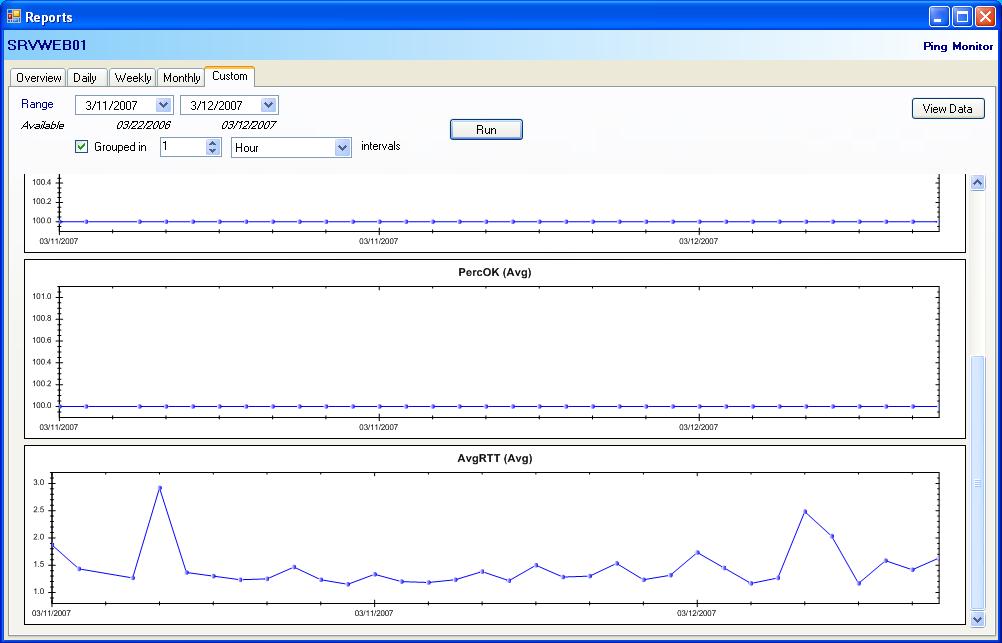 Reports
SRVWEB01
Ping Monitor
Overview Daily Weekly Monthly Custom
Range 3/11/2007 3/12/2007
View Data
Available 03/22/2006 03/12/2007
Run
Grouped in 1 Hour intervals
100.4
100.2
100.0
03/11/2007 03/11/2007 03/12/2007
PercOK (Avg)
101.0
100.8
100.6
100.4
100.2
100.0
03/11/2007 03/11/2007 03/12/2007
AvgRTT (Avg)
3.0
2.5
2.0
1.5
1.0
03/11/2007 03/11/2007 03/12/2007